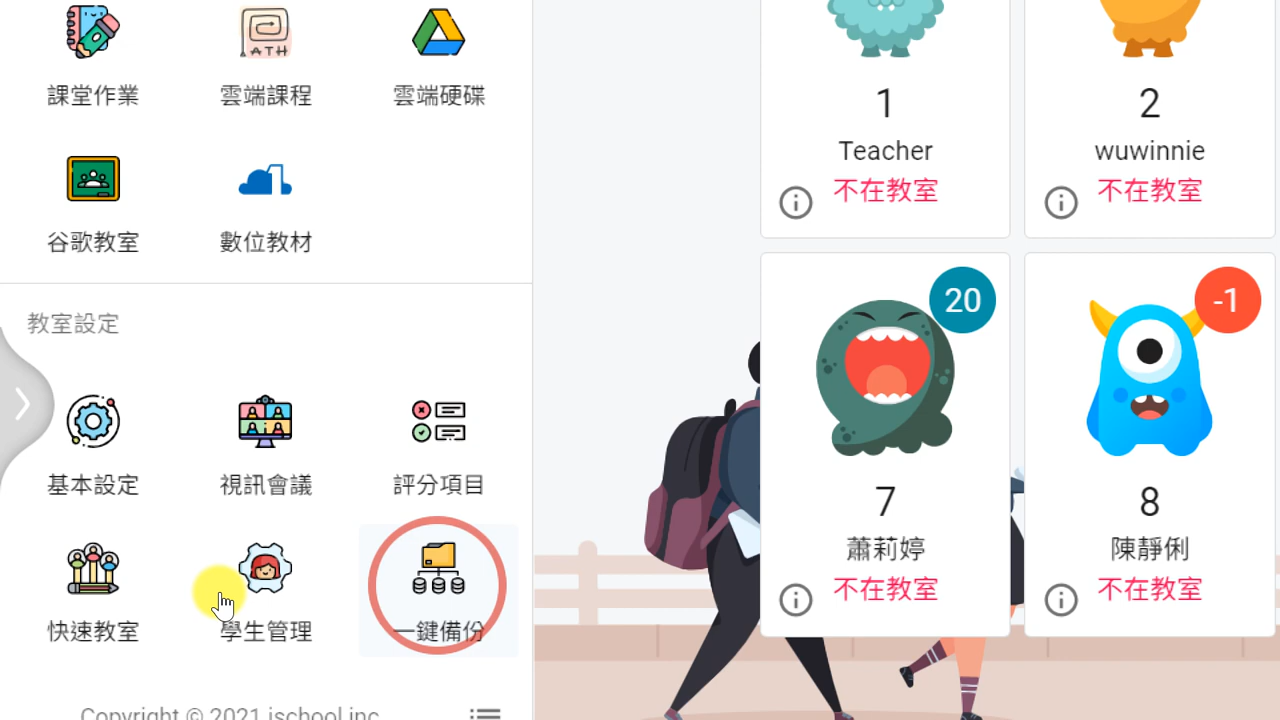 課堂作業
雲端課程
雲端硬碟
ATH
谷歌教室
數位教材
教室設定
基本設定
視訊會議
評分項目
快速教室
學生管理
一鍵備份
Copyright © 2021 ischool inc
1
Teacher
不在教室
2
wuwinnie
不在教室
20
7
蕭莉婷
不在教室
-1
8
陳靜俐
不在教室